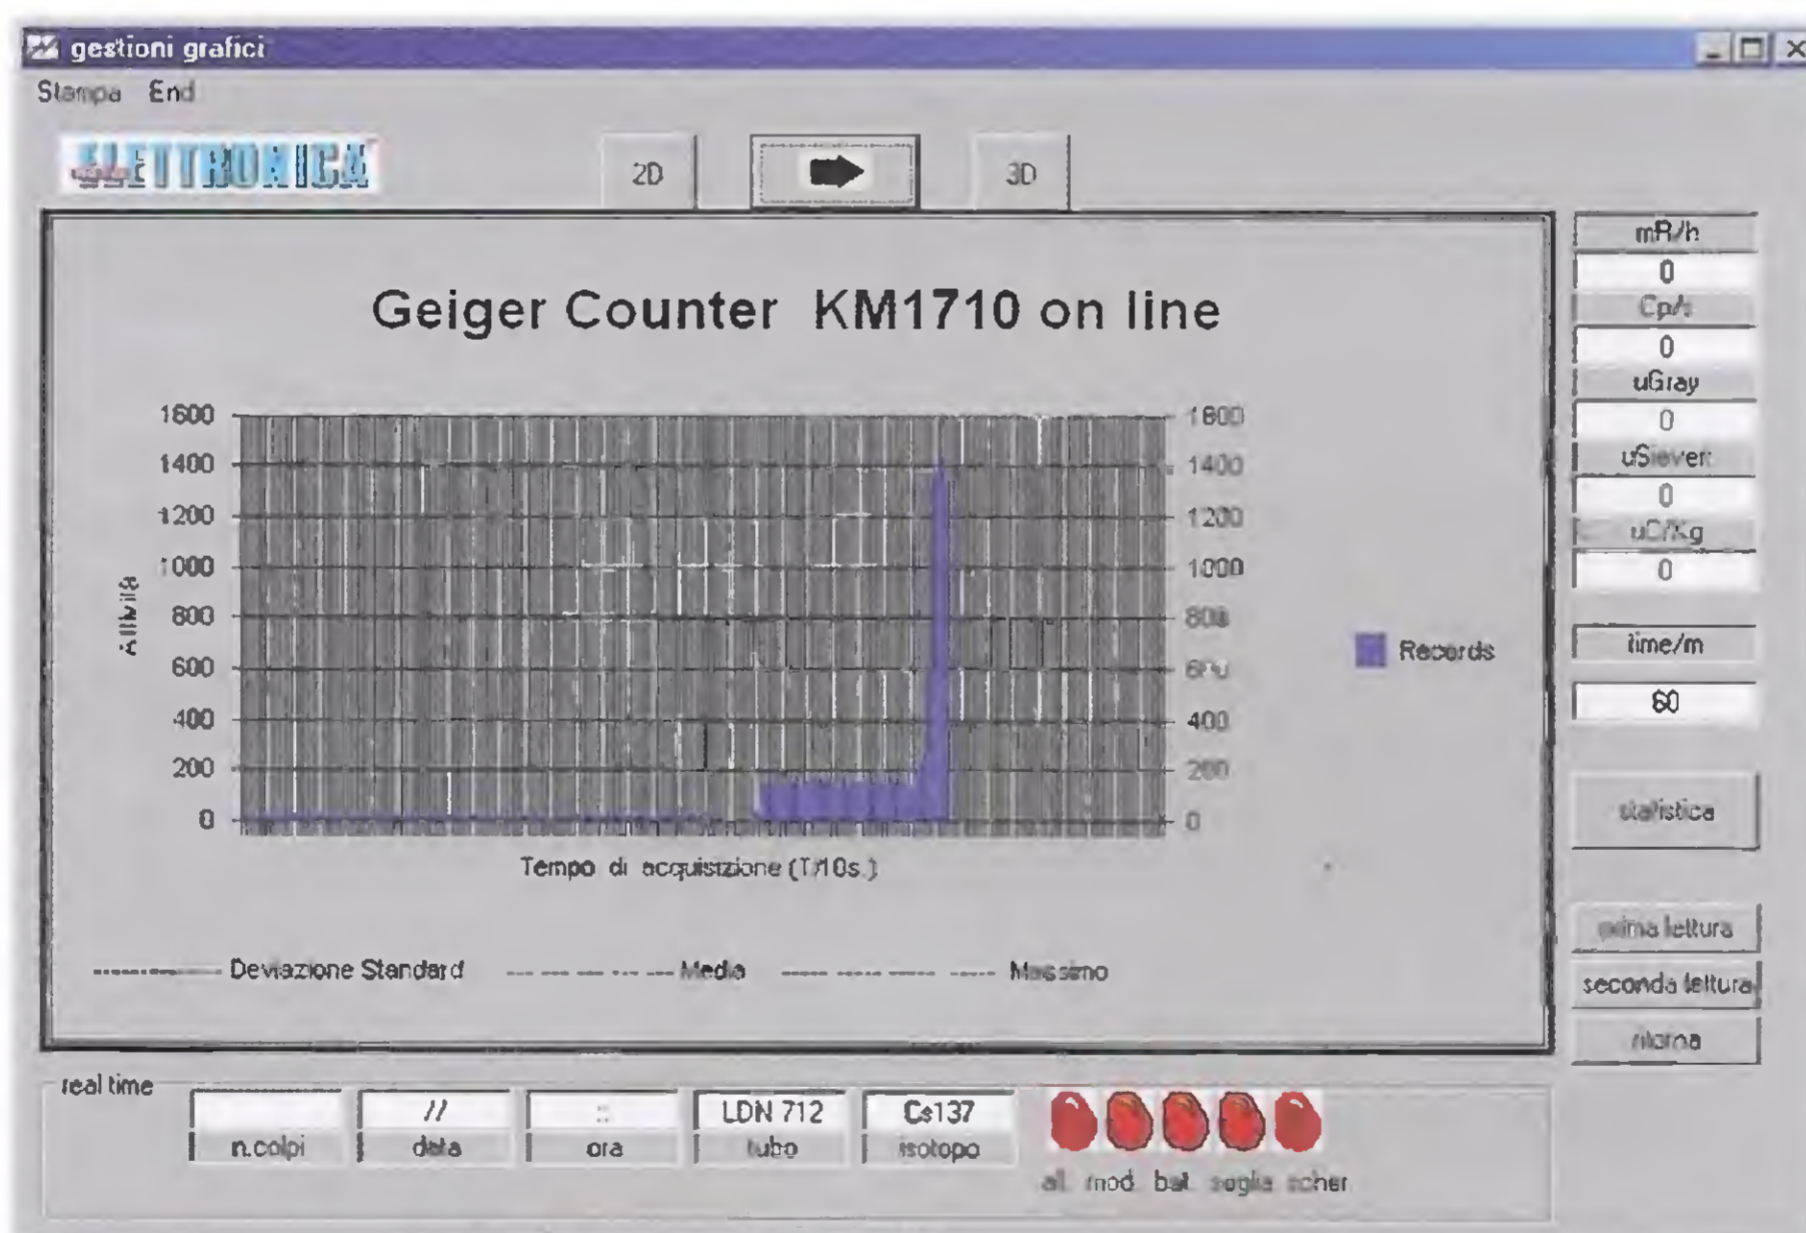 gestioni grafici
Stampa End
ELETTRONICA
2D
3D
Geiger Counter KM1710 on line
1600
1400
1200
1000
800
600
400
200
0
1600
1400
1200
1000
800
600
400
200
0
Attività
Tempo di acquisizione (T/10s.)
Records
Deviazione Standard
Media
Massimo
mR/h
0
Cp/s
0
uGray
0
uSievert
0
uC/Kg
0
time/m
60
statistica
prima lettura
seconda lettura
ritorna
real time
n.colpi
//
data
::
ora
LDN 712
tubo
Cs137
isotopo
all. mod. bat. soglia scher